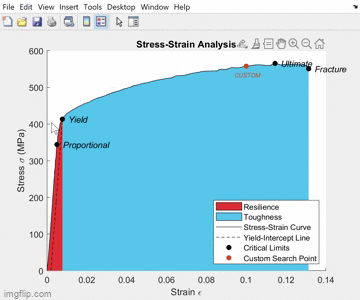 File Edit View Insert Tools Desktop Window Help
Stress-Strain Analysis
600
500
400
300
200
100
0
Stress σ (MPa)
0 0.02 0.04 0.06 0.08 0.1 0.12 0.14
Strain ϵ
Proportional
Yield
CUSTOM
Ultimate
Fracture
Resilience
Toughness
Stress-Strain Curve
Yield-Intercept Line
Critical Limits
Custom Search Point
imgflip.com